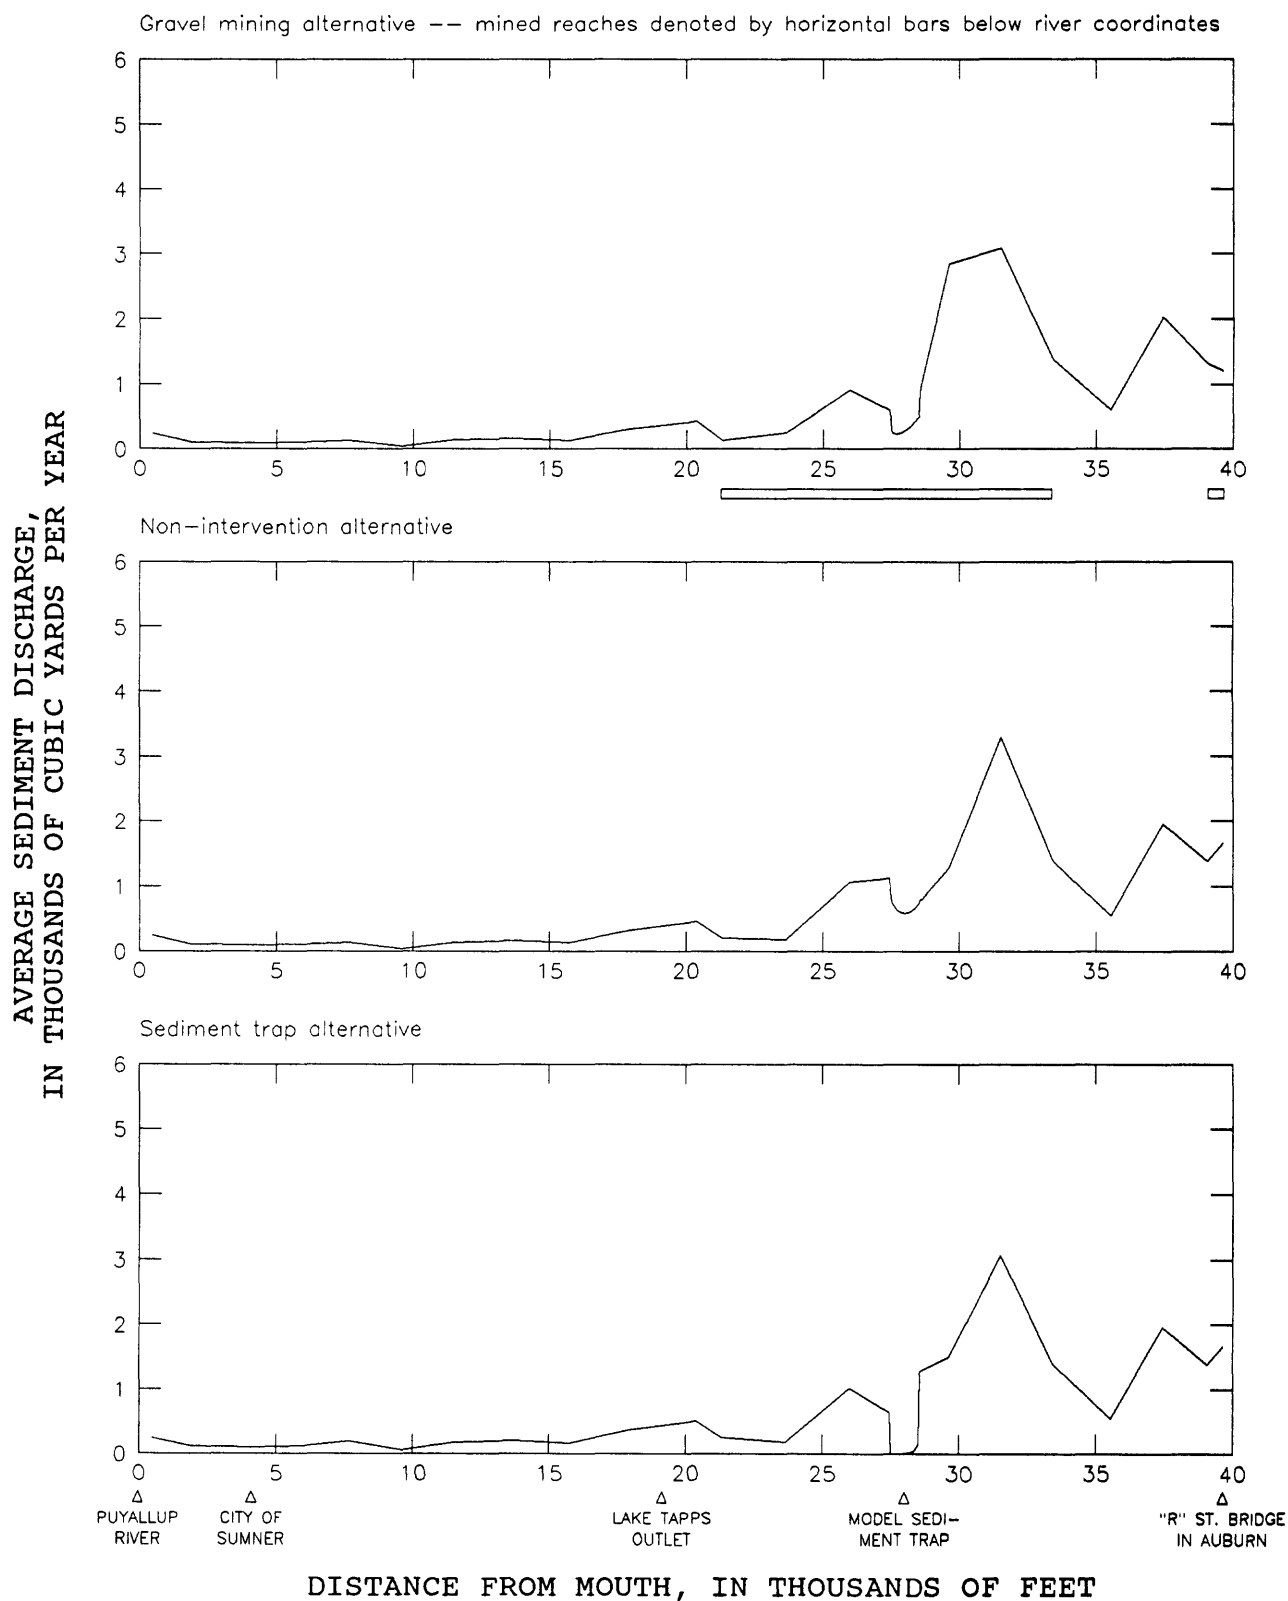 Gravel mining alternative -- mined reaches denoted by horizontal bars below river coordinates
6
5
4
3
2
1
0
0 5 10 15 20 25 30 35 40
Non-intervention alternative
6
5
4
3
2
1
0
0 5 10 15 20 25 30 35 40
Sediment trap alternative
6
5
4
3
2
1
0
0 5 10 15 20 25 30 35 40
PUYALLUP RIVER
CITY OF SUMNER
LAKE TAPPS OUTLET
MODEL SEDI-
MENT TRAP
"R" ST. BRIDGE
IN AUBURN
AVERAGE SEDIMENT DISCHARGE,
IN THOUSANDS OF CUBIC YARDS PER YEAR
DISTANCE FROM MOUTH, IN THOUSANDS OF FEET